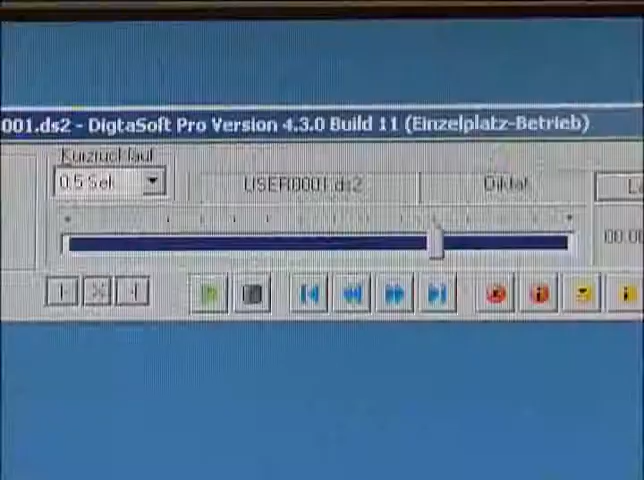 001.ds2 - DigtaSoft Pro Version 4.3.0 Build 11 (Einzelplatz-Betrieb)
Kurzrücklauf
0.5 Sek
USER0001.ds2
Diktat